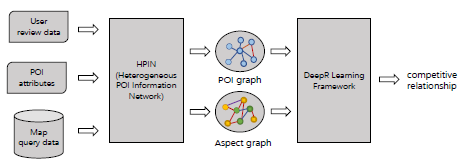 User
review data
POI
attributes
Map
query data
HPIN
(Heterogeneous
POI Information
Network)
POI graph
Aspect graph
DeepR Learning
Framework
competitive
relationship